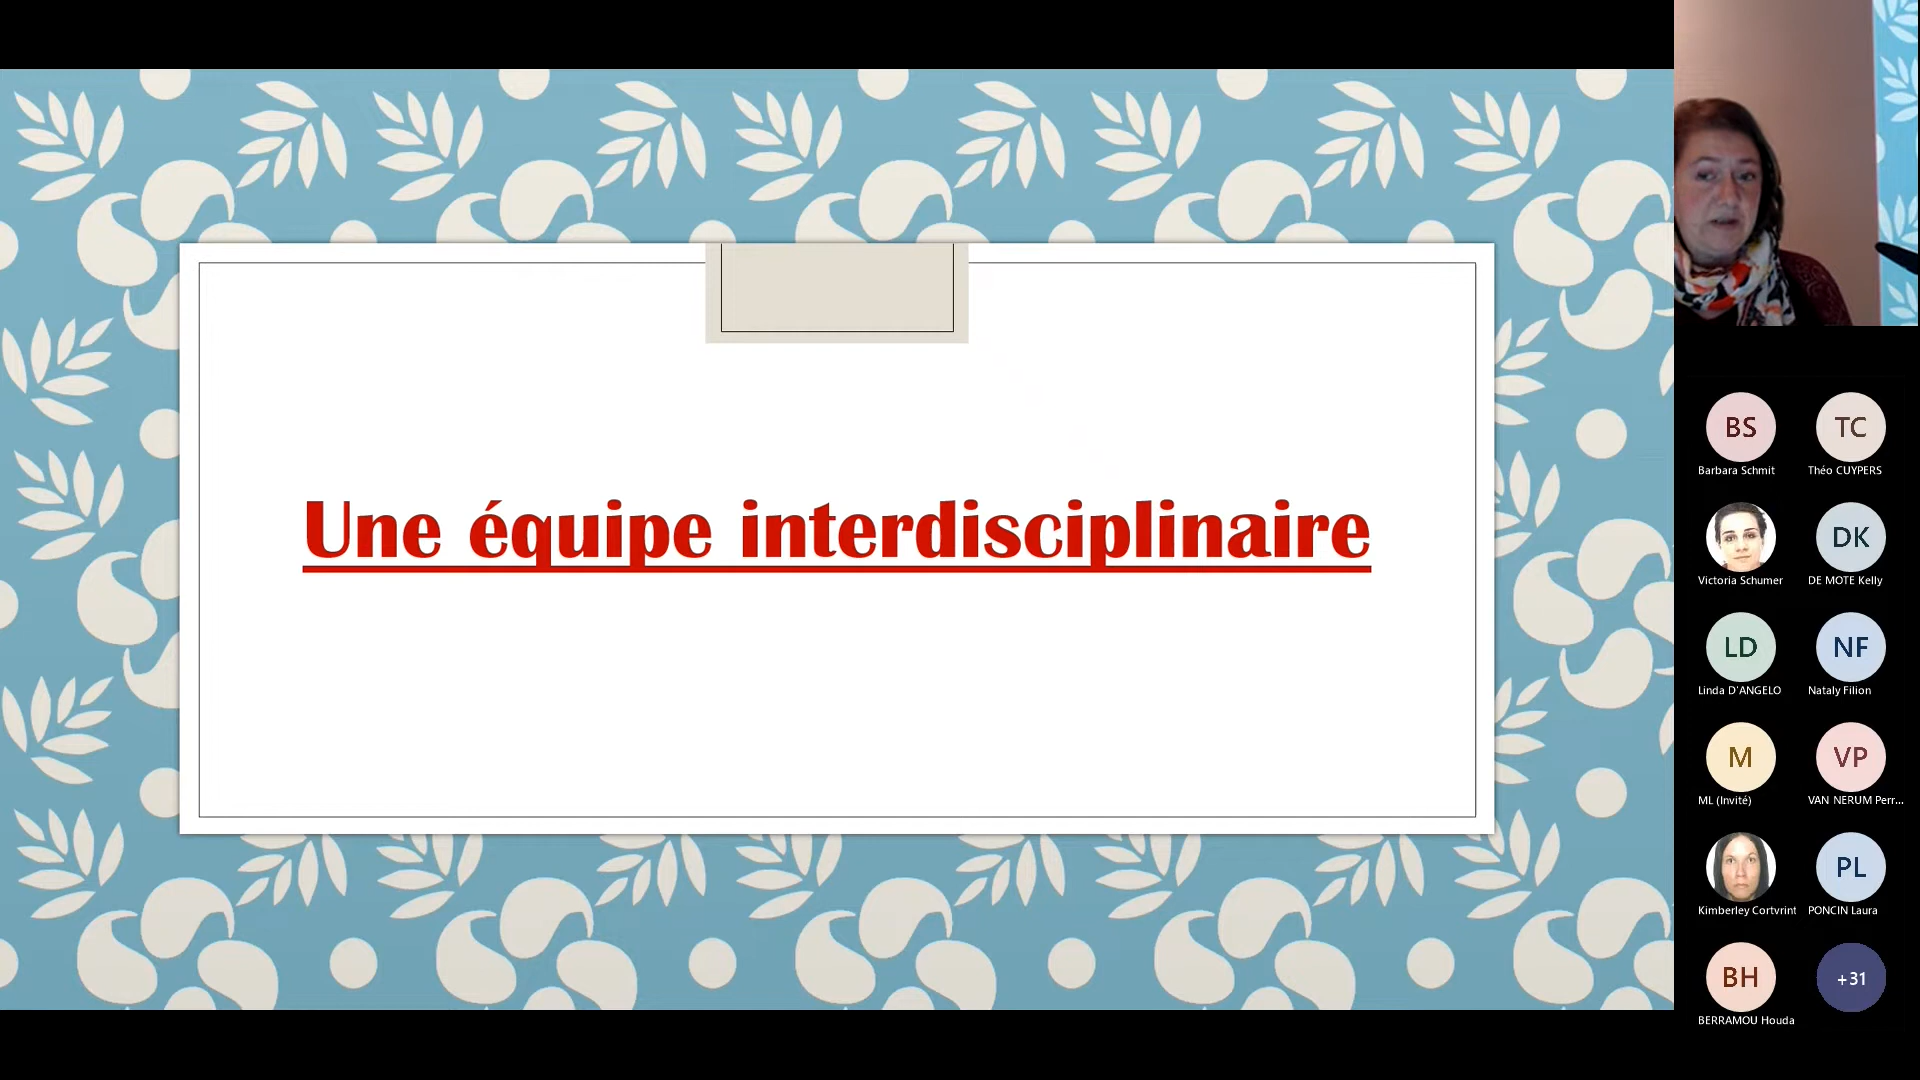 Une équipe interdisciplinaire
BS
TC
Barbara Schmit
Théo CUYPERS
DK
Victoria Schumer
DE MOTE Kelly
LD
NF
Linda D'ANGELO
Nataly Filion
M
VP
ML (Invité)
VAN NERUM Perr...
PL
Kimberley Cortvrint
PONCIN Laura
BH
+31
BERRAMOU Houda